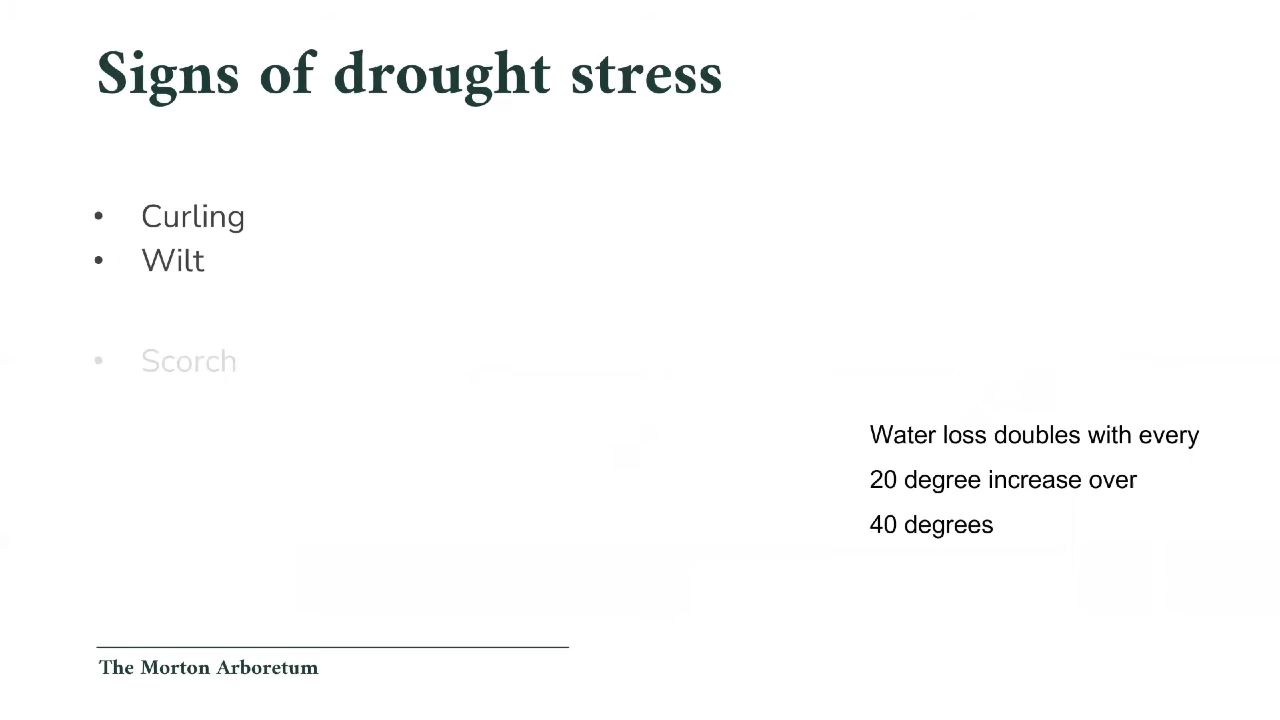 Signs of drought stress
• Curling
• Wilt
• Scorch
Water loss doubles with every
20 degree increase over
40 degrees
The Morton Arboretum